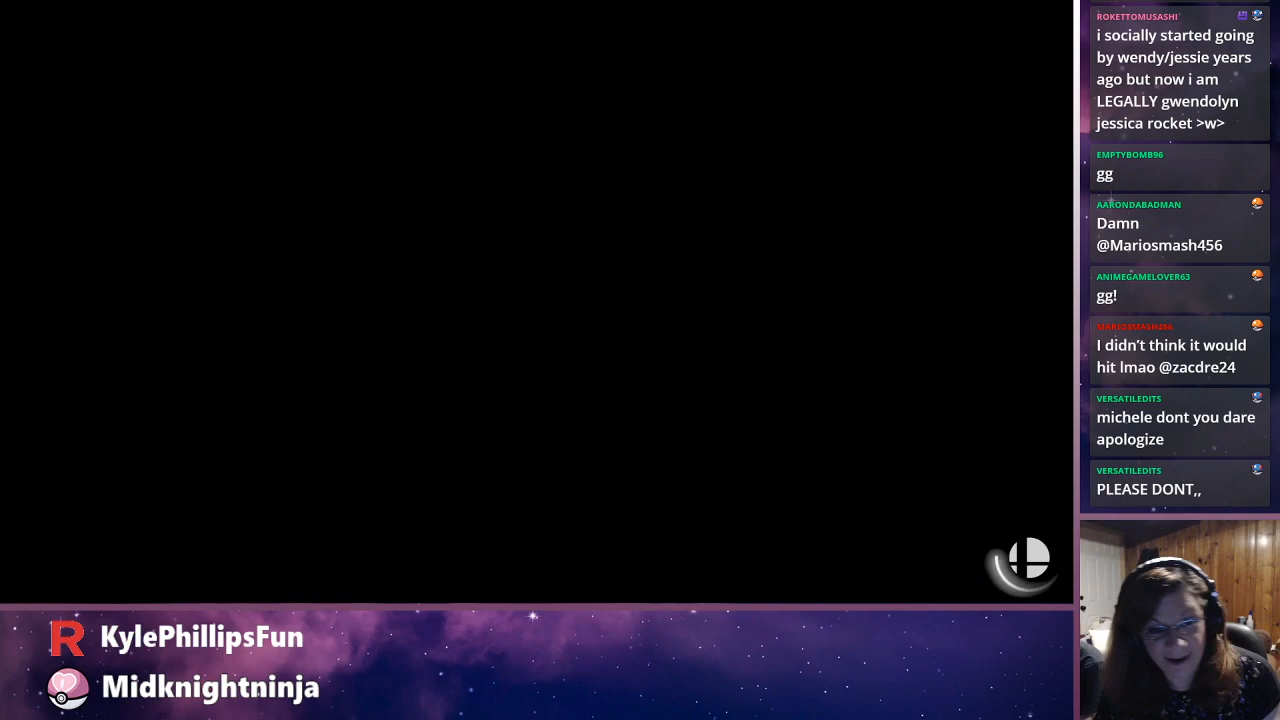 ROKETTOMUSASHI
i socially started going
by wendy/jessie years
ago but now i am
LEGALLY gwendolyn
jessica rocket >w>
EMPTYBOMB96
gg
AARONDABADMAN
Damn
@Mariosmash456
ANIMEGAMELOVER63
gg!
MARIOSMASH456
I didn't think it would
hit lmao @zacdre24
VERSATILEDITS
michele dont you dare
apologize
VERSATILEDITS
PLEASE DONT,,
R KylePhillipsFun
Midknightninja